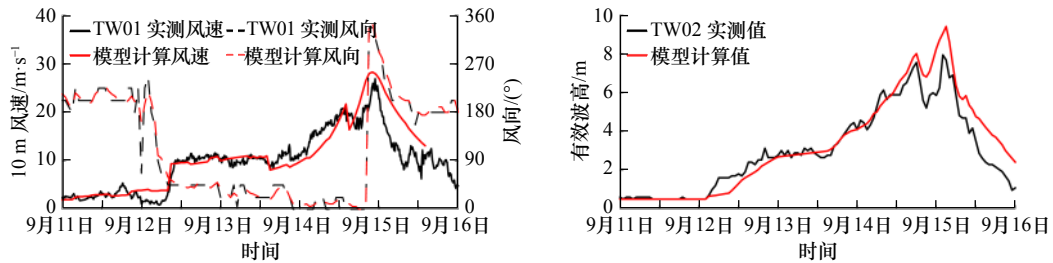 TW01 实测风速 TW01 实测风向
模型计算风速 模型计算风向
10 m 风速/m·s⁻¹
40
30
20
10
0
360
270
180
90
0
风向/(°)
9月11日 9月12日 9月13日 9月14日 9月15日 9月16日
时间
TW02 实测值
模型计算值
有效波高/m
10
8
6
4
2
0
9月11日 9月12日 9月13日 9月14日 9月15日 9月16日
时间